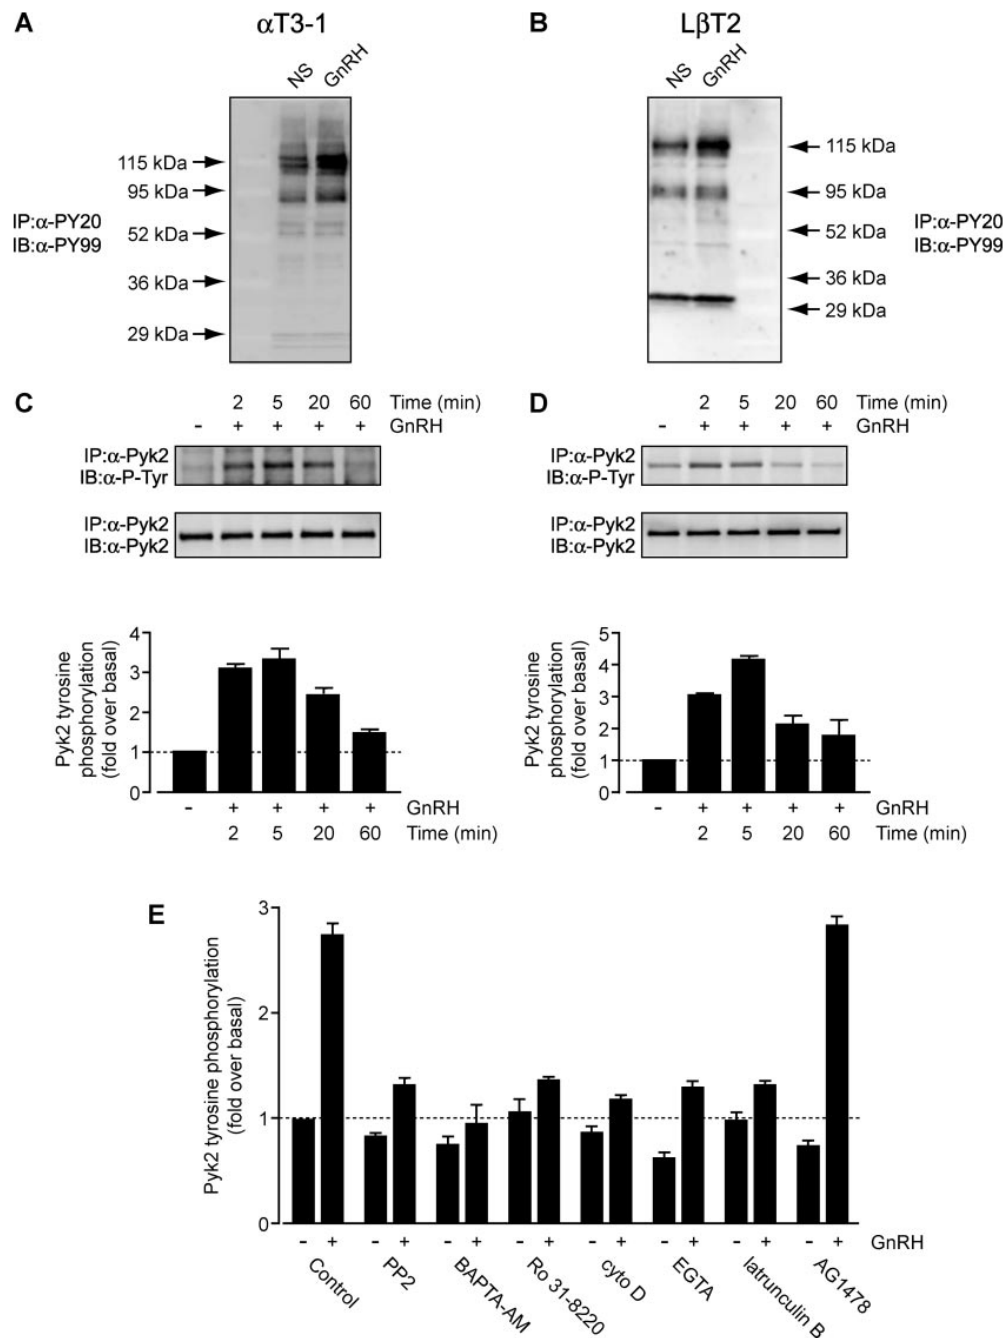 A
αT3-1
NS
GnRH
115 kDa
95 kDa
52 kDa
36 kDa
29 kDa
IP:α-PY20
IB:α-PY99
B
LβT2
NS
GnRH
115 kDa
95 kDa
52 kDa
36 kDa
29 kDa
IP:α-PY20
IB:α-PY99
C
2 5 20 60 Time (min)
- + + + + GnRH
IP:α-Pyk2
IB:α-P-Tyr
IP:α-Pyk2
IB:α-Pyk2
Pyk2 tyrosine
phosphorylation
(fold over basal)
4
3
2
1
0
- + + + + GnRH
2 5 20 60 Time (min)
D
2 5 20 60 Time (min)
- + + + + GnRH
IP:α-Pyk2
IB:α-P-Tyr
IP:α-Pyk2
IB:α-Pyk2
Pyk2 tyrosine
phosphorylation
(fold over basal)
5
4
3
2
1
0
- + + + + GnRH
2 5 20 60 Time (min)
E
Pyk2 tyrosine phosphorylation
(fold over basal)
3
2
1
0
- + - + - + - + - + - + - + - + GnRH
Control
PP2
BAPTA-AM
Ro 31-8220
cyto D
EGTA
latrunculin B
AG1478